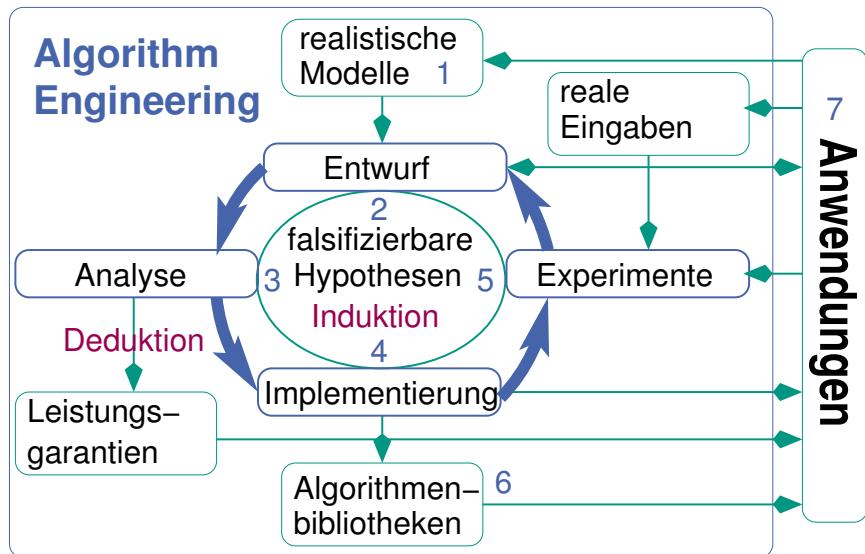 Algorithm
Engineering
realistische
Modelle 1
reale
Eingaben
7
Anwendungen
Entwurf
2
falsifizierbare
Hypothesen
Induktion
3
5
4
Analyse
Experimente
Deduktion
Implementierung
Leistungs–
garantien
Algorithmen–
bibliotheken
6